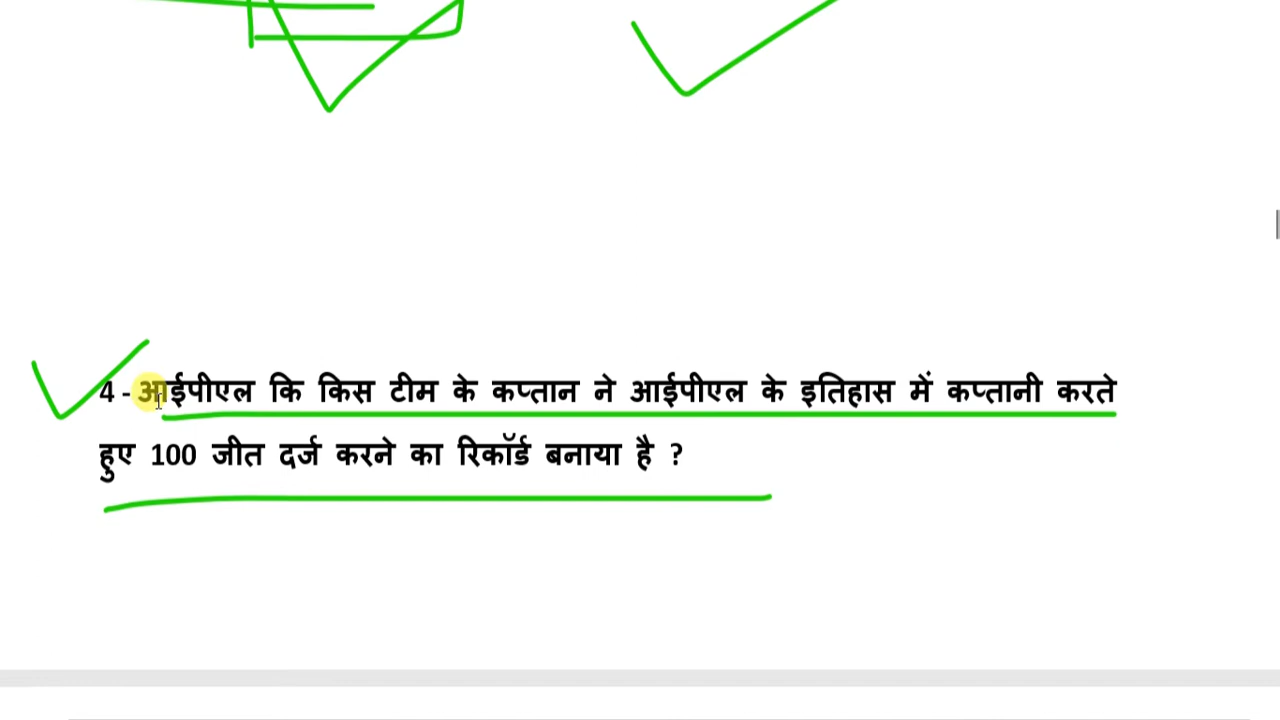 4 - आईपीएल कि किस टीम के कप्तान ने आईपीएल के इतिहास में कप्तानी करते
हुए 100 जीत दर्ज करने का रिकॉर्ड बनाया है ?